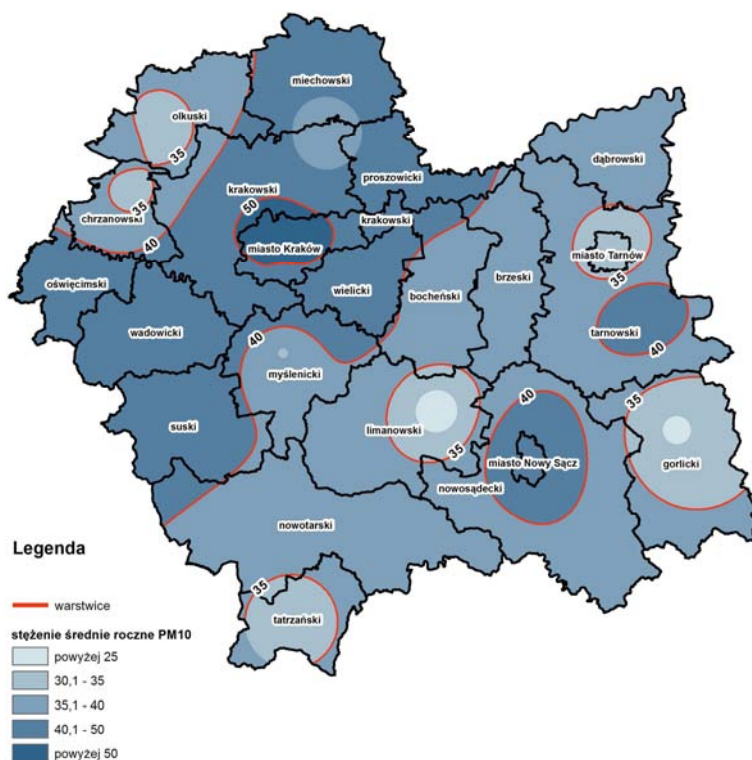 miechowski
olkuski
35
dąbrowski
proszowicki
krakowski
50
krakowski
35
chrzanowski
40
miasto Kraków
miasto Tarnów
35
brzeski
oświęcimski
wielicki
bocheński
wadowicki
tarnowski
40
40
myślenicki
35
40
suski
limanowski
35
miasto Nowy Sącz
gorlicki
nowosądecki
nowotarski
35
tatrzański
Legenda
warstwice
stężenie średnie roczne PM10
powyżej 25
30,1 - 35
35,1 - 40
40,1 - 50
powyżej 50